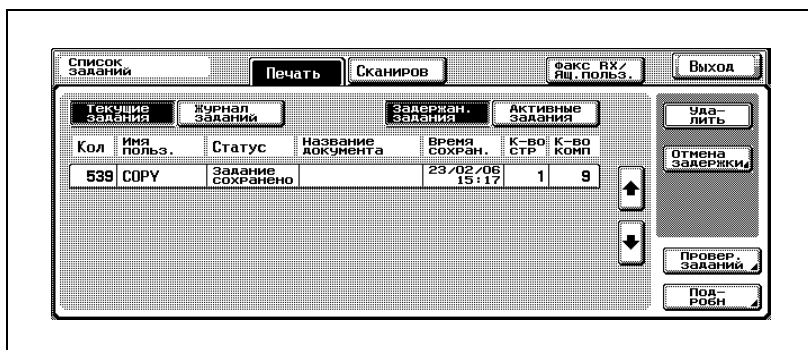 Список
заданий
Печать
Сканиров
Факс RX/
Ящ.польз.
Выход
Текущие
задания
Журнал
заданий
Задержан.
задания
Активные
задания
Уда-
лить
Кол
Имя
польз.
Статус
Название
документа
Время
сохран.
К-во
стр
К-во
комп
Отмена
задержки
539
COPY
Задание
сохранено
23/02/06
15:17
1
9
Провер.
заданий
Под-
робн